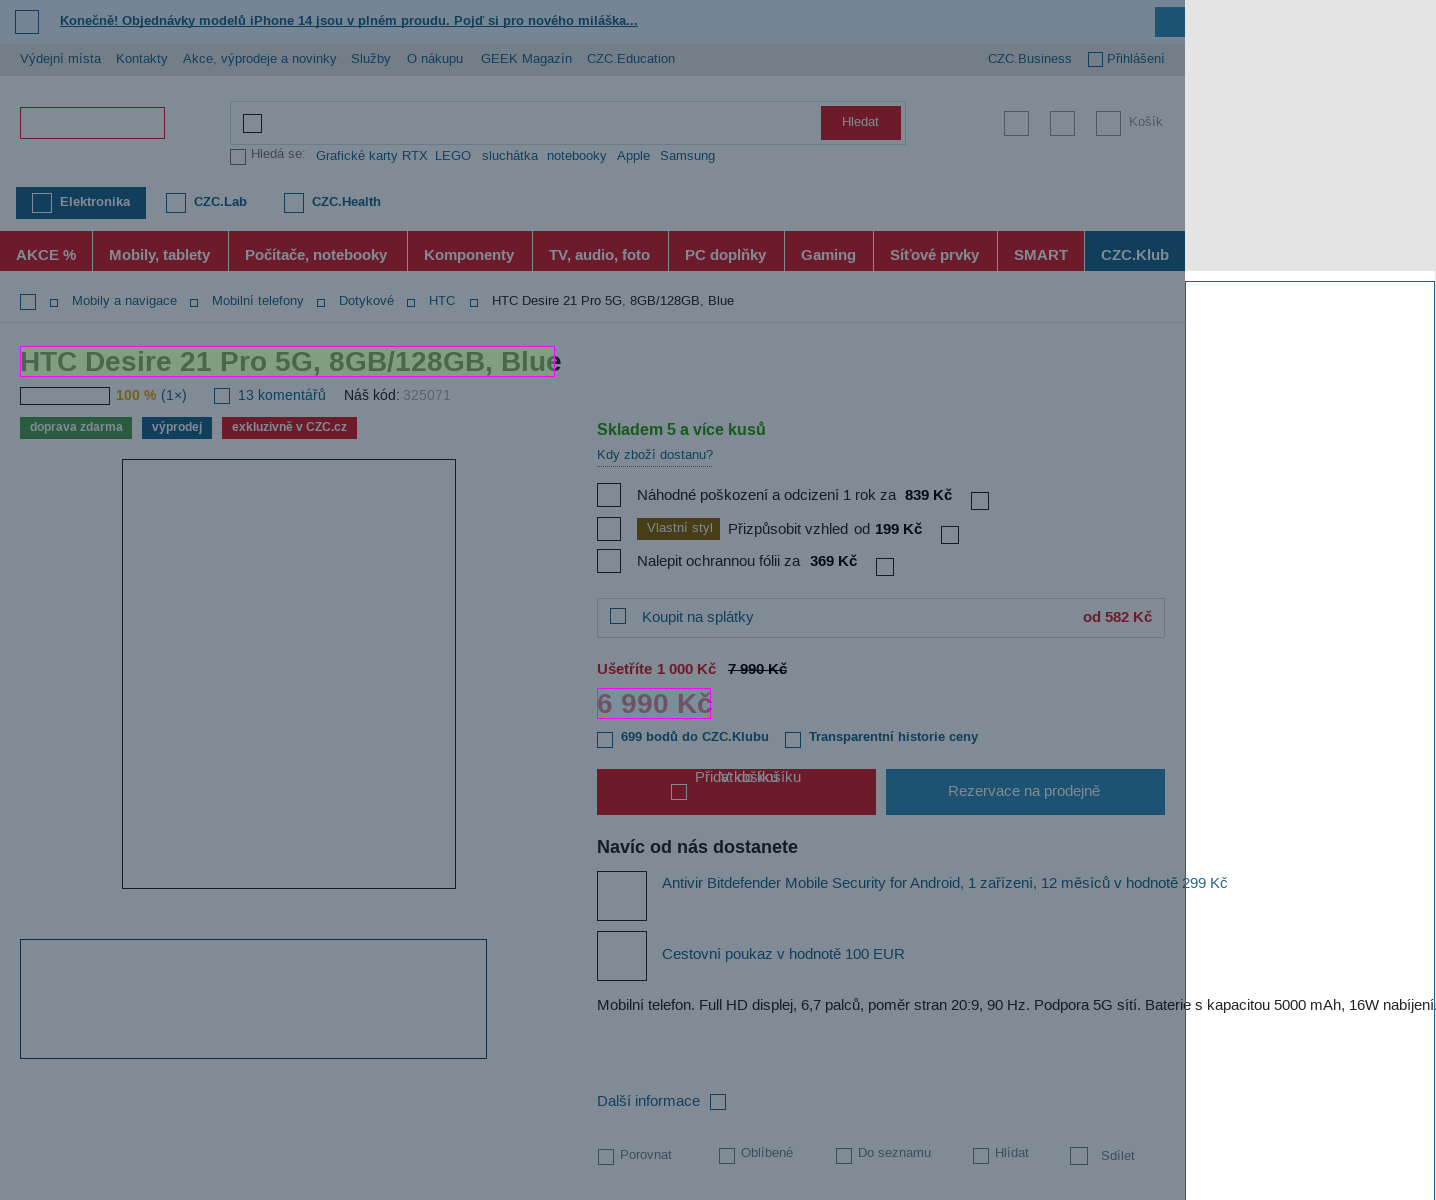 Konečně! Objednávky modelů iPhone 14 jsou v plném proudu. Pojď si pro nového miláška...
Výdejní místa Kontakty Akce, výprodeje a novinky Služby O nákupu GEEK Magazín CZC.Education CZC.Business Přihlášení
Hledat
Košík
Hledá se: Grafické karty RTX LEGO sluchátka notebooky Apple Samsung
Elektronika CZC.Lab CZC.Health
AKCE % Mobily, tablety Počítače, notebooky Komponenty TV, audio, foto PC doplňky Gaming Síťové prvky SMART CZC.Klub
Mobily a navigace Mobilní telefony Dotykové HTC HTC Desire 21 Pro 5G, 8GB/128GB, Blue
HTC Desire 21 Pro 5G, 8GB/128GB, Blue
100 % (1×) 13 komentářů Náš kód: 325071
doprava zdarma výprodej exkluzivně v CZC.cz
Skladem 5 a více kusů
Kdy zboží dostanu?
Náhodné poškození a odcizení 1 rok za 839 Kč
Vlastní styl Přizpůsobit vzhled od 199 Kč
Nalepit ochrannou fólii za 369 Kč
Koupit na splátky od 582 Kč
Ušetříte 1 000 Kč 7 990 Kč
6 990 Kč
699 bodů do CZC.Klubu Transparentní historie ceny
Přidat do košíku
V košíku
Rezervace na prodejně
Navíc od nás dostanete
Antivir Bitdefender Mobile Security for Android, 1 zařízení, 12 měsíců v hodnotě 299 Kč
Cestovní poukaz v hodnotě 100 EUR
Mobilní telefon. Full HD displej, 6,7 palců, poměr stran 20:9, 90 Hz. Podpora 5G sítí. Baterie s kapacitou 5000 mAh, 16W nabíjení.
Další informace
Porovnat Oblíbené Do seznamu Hlídat Sdílet